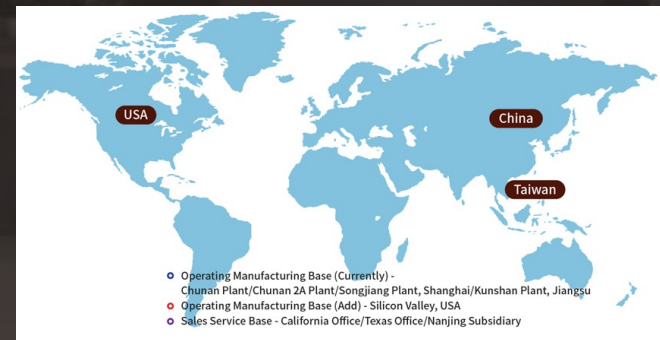 USA
China
Taiwan
Operating Manufacturing Base (Currently) -
Chunan Plant/Chunan 2A Plant/Songjiang Plant, Shanghai/Kunshan Plant, Jiangsu
Operating Manufacturing Base (Add) - Silicon Valley, USA
Sales Service Base - California Office/Texas Office/Nanjing Subsidiary